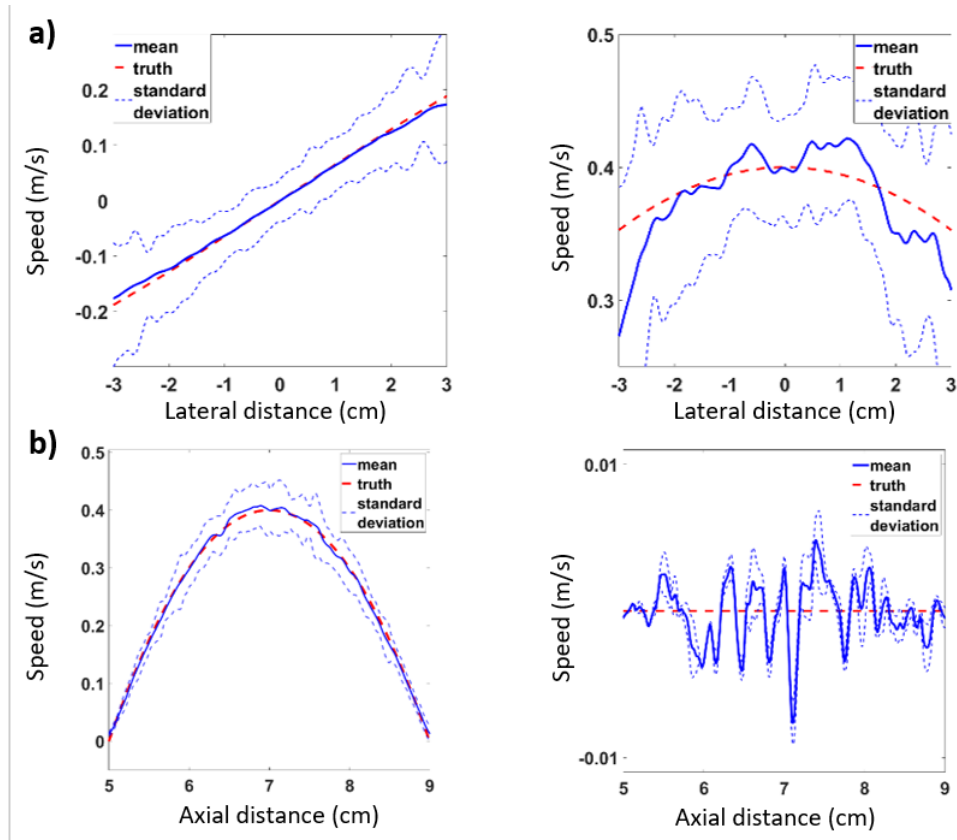 a)
mean
truth
standard
deviation
Speed (m/s)
0.2
0.1
0
-0.1
-0.2
-3 -2 -1 0 1 2 3
Lateral distance (cm)
mean
truth
standard
deviation
Speed (m/s)
0.5
0.4
0.3
-3 -2 -1 0 1 2 3
Lateral distance (cm)
b)
mean
truth
standard
deviation
Speed (m/s)
0.5
0.4
0.3
0.2
0.1
0
5 6 7 8 9
Axial distance (cm)
mean
truth
standard
deviation
Speed (m/s)
0.01
-0.01
5 6 7 8 9
Axial distance (cm)